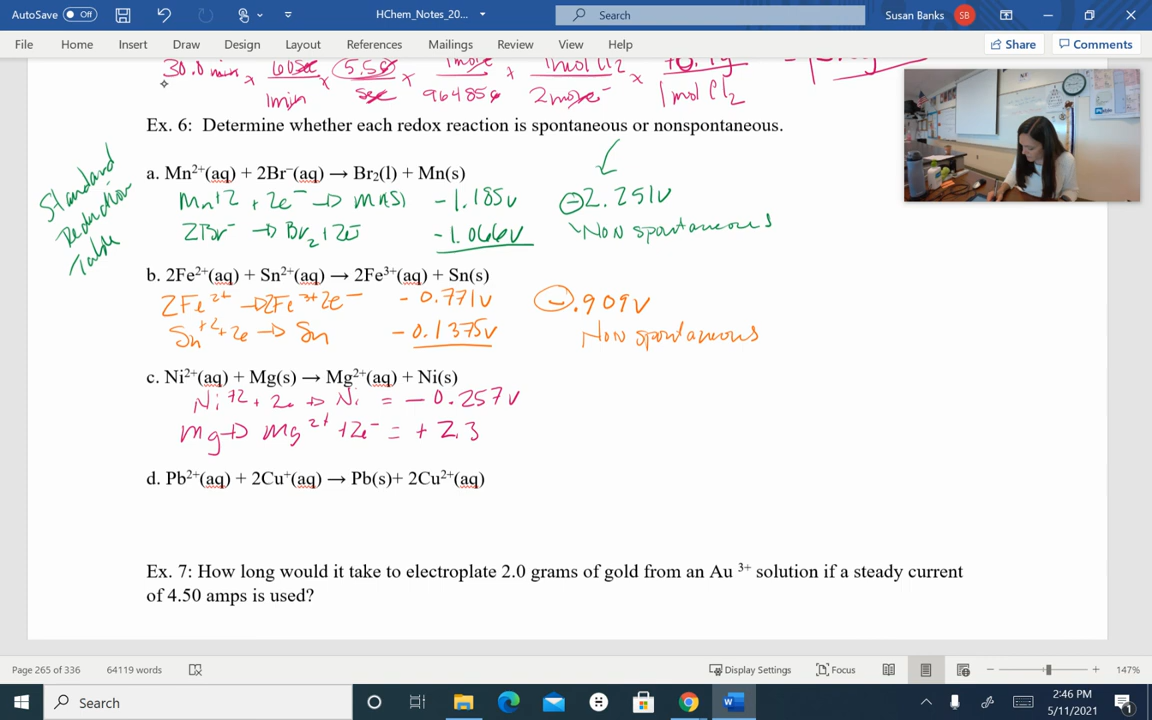 AutoSave Off
HChem_Notes_20...
Search
Susan Banks SB
File Home Insert Draw Design Layout References Mailings Review View Help Share Comments
30.0 min x 60sec x 5.5 x 1mole x 1mol Cl2 x
1min sec 96485 2mole- 1mol Cl2
Ex. 6: Determine whether each redox reaction is spontaneous or nonspontaneous.
Standard Reduction Table
a. Mn²⁺(aq) + 2Br⁻(aq) → Br₂(l) + Mn(s)
Mn+2 + 2e⁻ → Mn(s) -1.185v -2.251v
2Br⁻ → Br₂ + 2e⁻ -1.066v Non spontaneous
b. 2Fe²⁺(aq) + Sn²⁺(aq) → 2Fe³⁺(aq) + Sn(s)
2Fe²⁺ → 2Fe³⁺ 2e⁻ -0.771v -.909v
Sn⁺² + 2e → Sn -0.1375v Non spontaneous
c. Ni²⁺(aq) + Mg(s) → Mg²⁺(aq) + Ni(s)
Ni⁺² + 2e → Ni = -0.257v
Mg → Mg²⁺ + 2e⁻ = +2.3
d. Pb²⁺(aq) + 2Cu⁺(aq) → Pb(s)+ 2Cu²⁺(aq)
Ex. 7: How long would it take to electroplate 2.0 grams of gold from an Au ³⁺ solution if a steady current
of 4.50 amps is used?
Page 265 of 336 64119 words Display Settings Focus 147%
Search
2:46 PM
5/11/2021
1